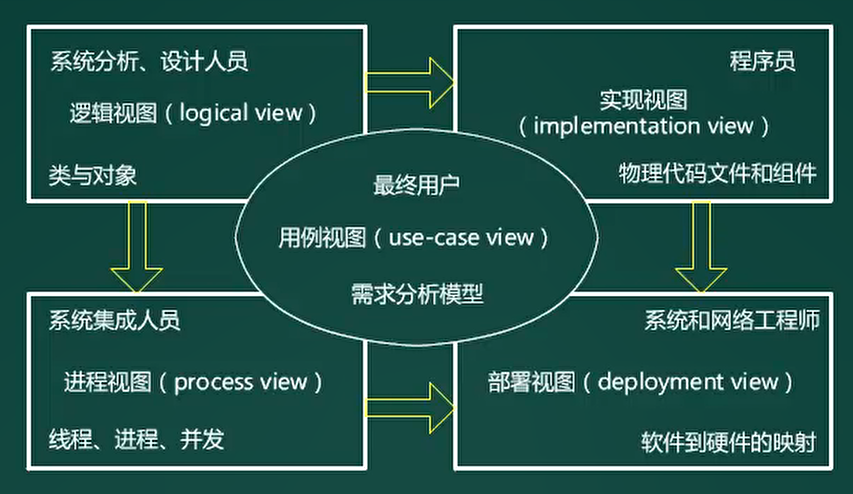 系统分析、设计人员
逻辑视图（logical view）
类与对象
程序员
实现视图
（implementation view）
物理代码文件和组件
最终用户
用例视图（use-case view）
需求分析模型
系统集成人员
进程视图（process view）
线程、进程、并发
系统和网络工程师
部署视图（deployment view）
软件到硬件的映射